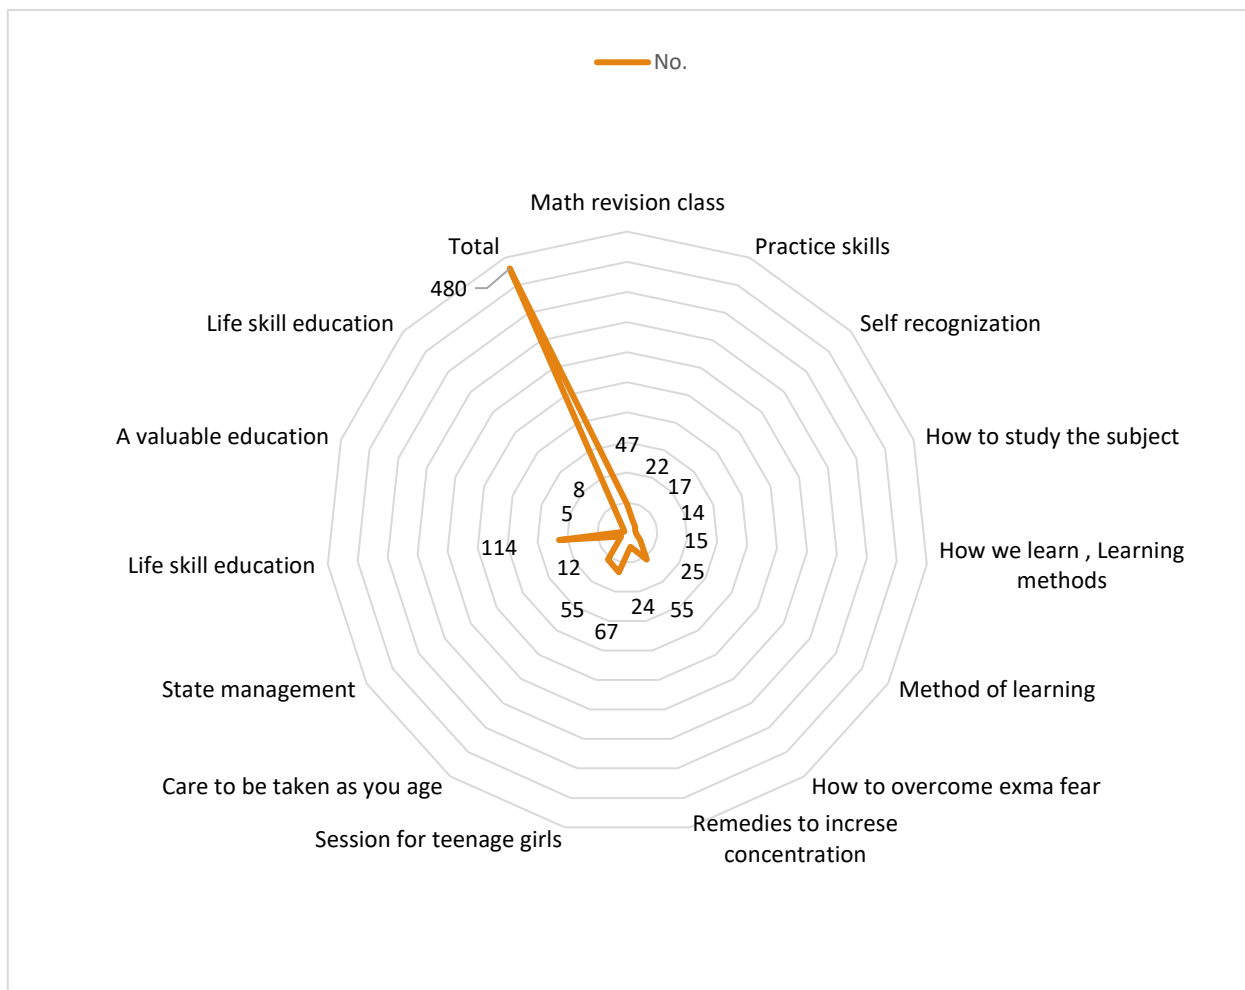 No.
Math revision class
Total
Practice skills
480
Life skill education
Self recognization
A valuable education
How to study the subject
47
22
8
17
5
14
114
15
How we learn , Learning
methods
Life skill education
12
25
55
24
55
67
State management
Method of learning
Care to be taken as you age
How to overcome exma fear
Session for teenage girls
Remedies to increse
concentration